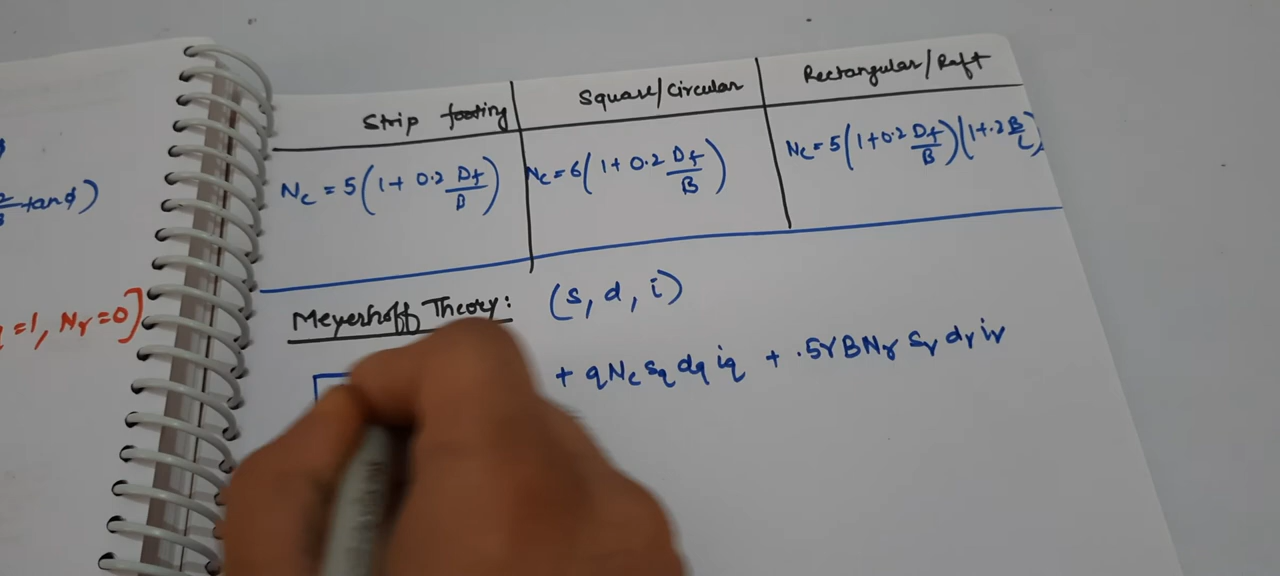 Strip footing Square/Circular Rectangular/Raft
Nc = 5(1 + 0.2 Df/B) Nc = 6(1 + 0.2 Df/B) Nc = 5(1+0.2 Df/B)(1+.2 B/L)
tanφ)
=1, Nγ=0]
Meyerhoff Theory: (s, d, i)
+ qNc sq dq iq + .5γBNγ sγ dγ iγ